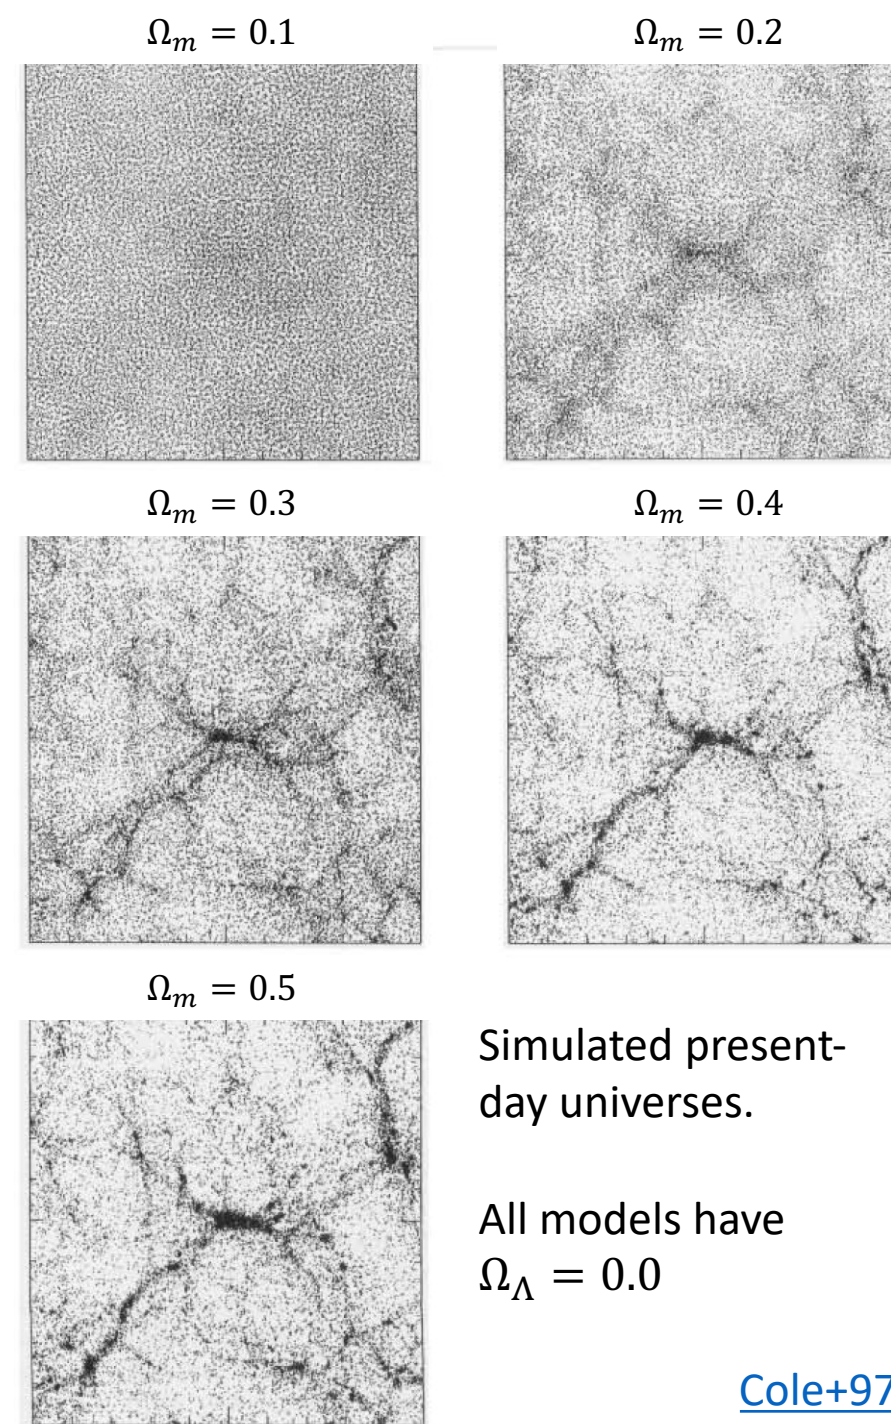 Ωₘ = 0.1
Ωₘ = 0.2
Ωₘ = 0.3
Ωₘ = 0.4
Ωₘ = 0.5
Simulated present-
day universes.
All models have
Ω_Λ = 0.0
Cole+97